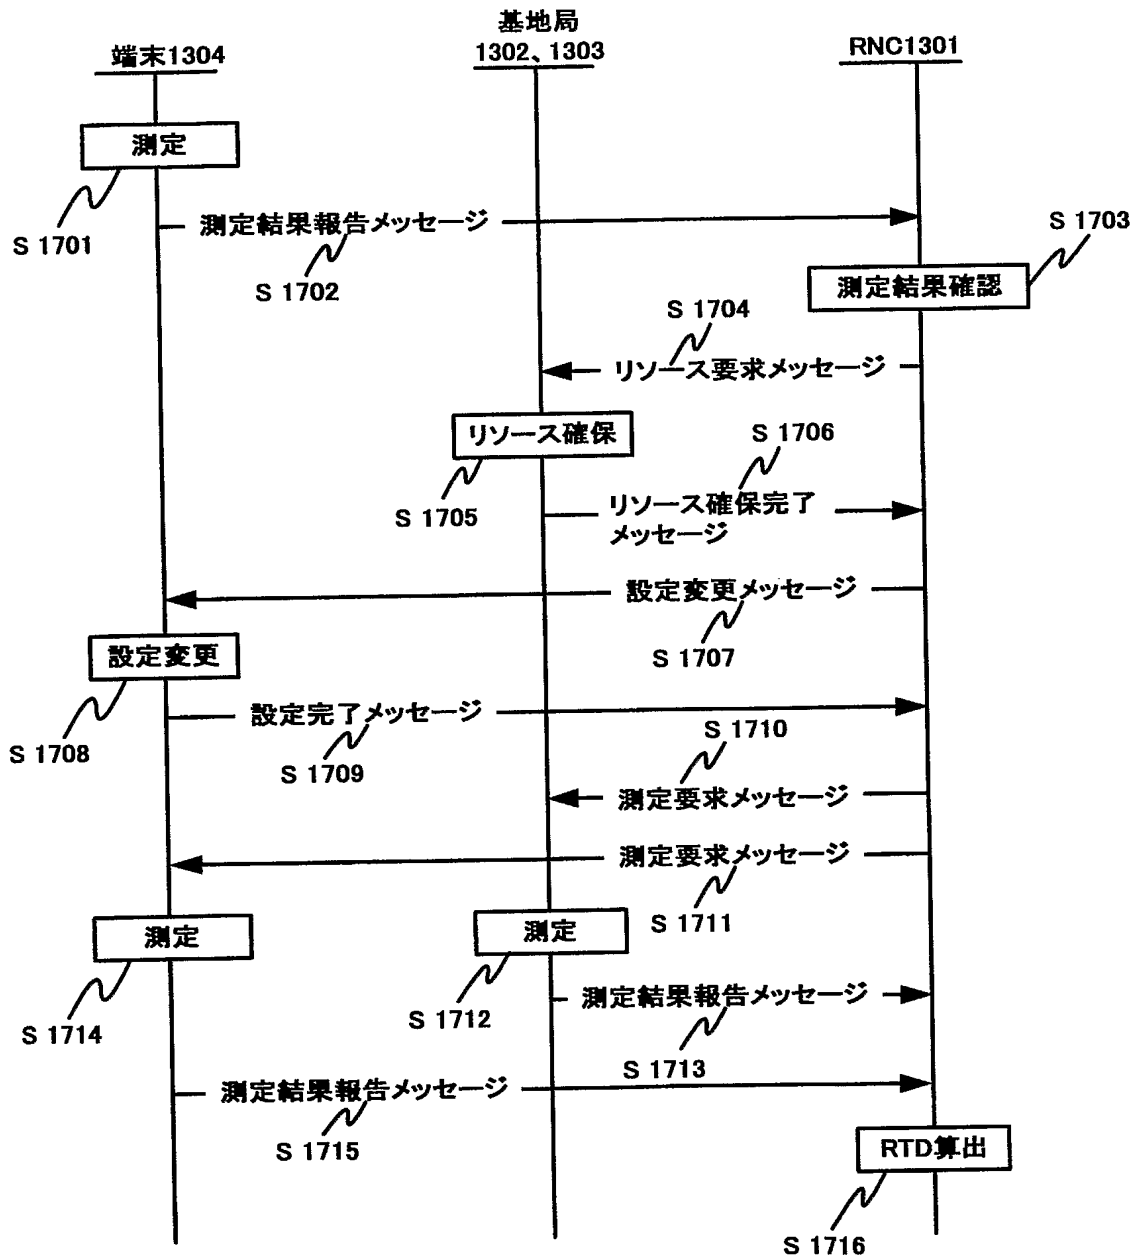 端末1304
基地局
1302、1303
RNC1301
測定
S 1701
測定結果報告メッセージ
S 1702
S 1703
測定結果確認
S 1704
リソース要求メッセージ
リソース確保
S 1705
S 1706
リソース確保完了
メッセージ
設定変更メッセージ
S 1707
設定変更
S 1708
設定完了メッセージ
S 1709
S 1710
測定要求メッセージ
測定要求メッセージ
S 1711
測定
S 1714
測定
S 1712
測定結果報告メッセージ
S 1713
測定結果報告メッセージ
S 1715
RTD算出
S 1716